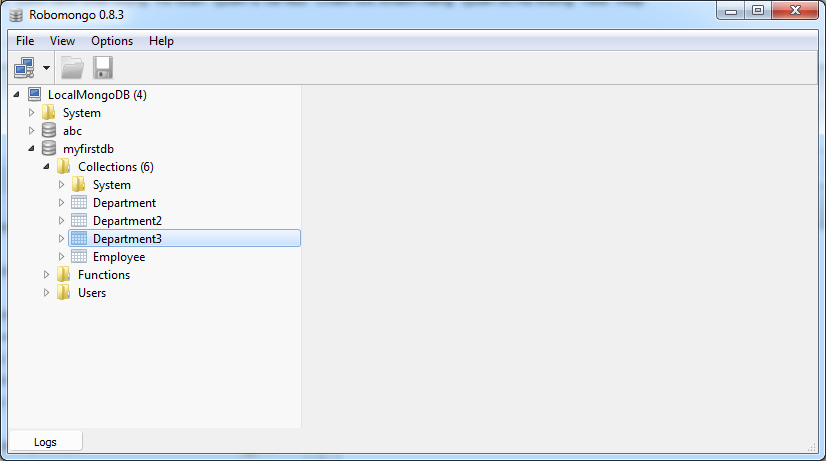 Robomongo 0.8.3
File View Options Help
LocalMongoDB (4)
System
abc
myfirstdb
Collections (6)
System
Department
Department2
Department3
Employee
Functions
Users
Logs